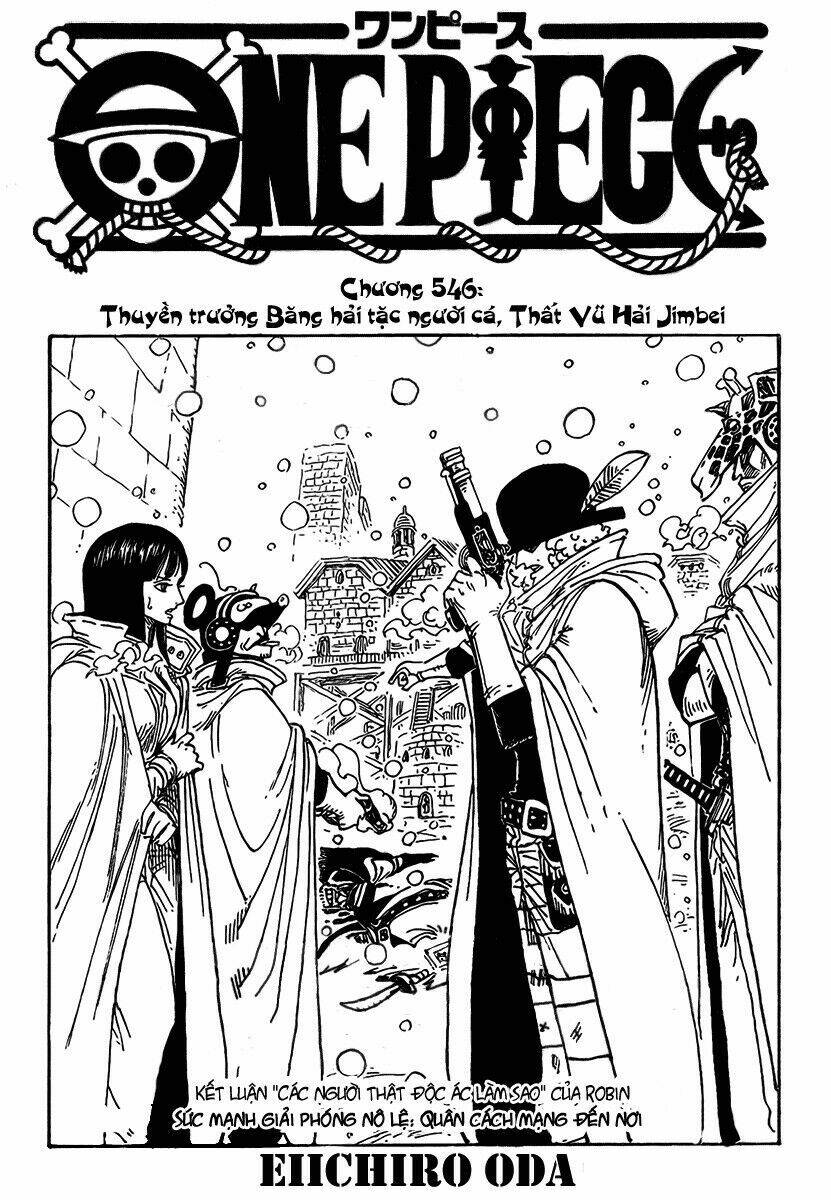 ワンピース
ONE PIECE
Chương 546:
Thuyền trưởng Băng hải tặc người cá, Thất Vũ Hải Jimbei
KẾT LUẬN "CÁC NGƯỜI THẬT ĐỘC ÁC LÀM SAO" CỦA ROBIN
SỨC MẠNH GIẢI PHÓNG NÔ LỆ: QUÂN CÁCH MẠNG ĐẾN NƠI
EIICHIRO ODA